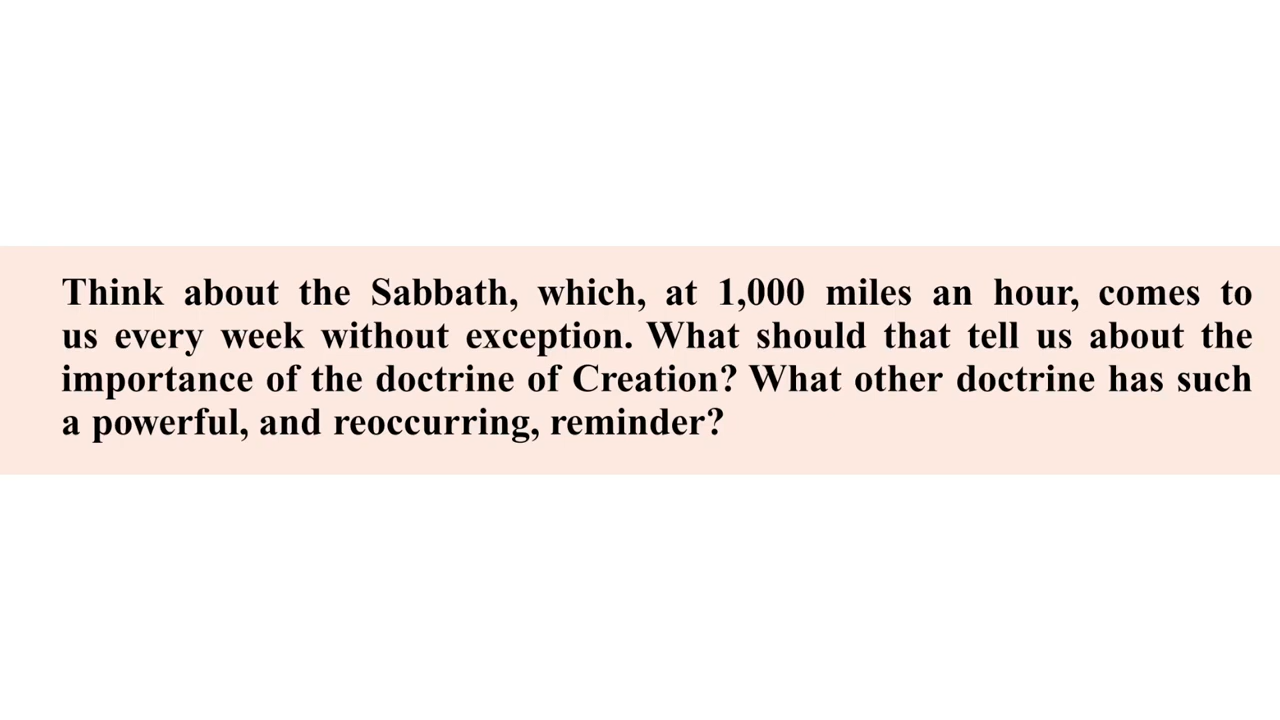 Think about the Sabbath, which, at 1,000 miles an hour, comes to
us every week without exception. What should that tell us about the
importance of the doctrine of Creation? What other doctrine has such
a powerful, and reoccurring, reminder?